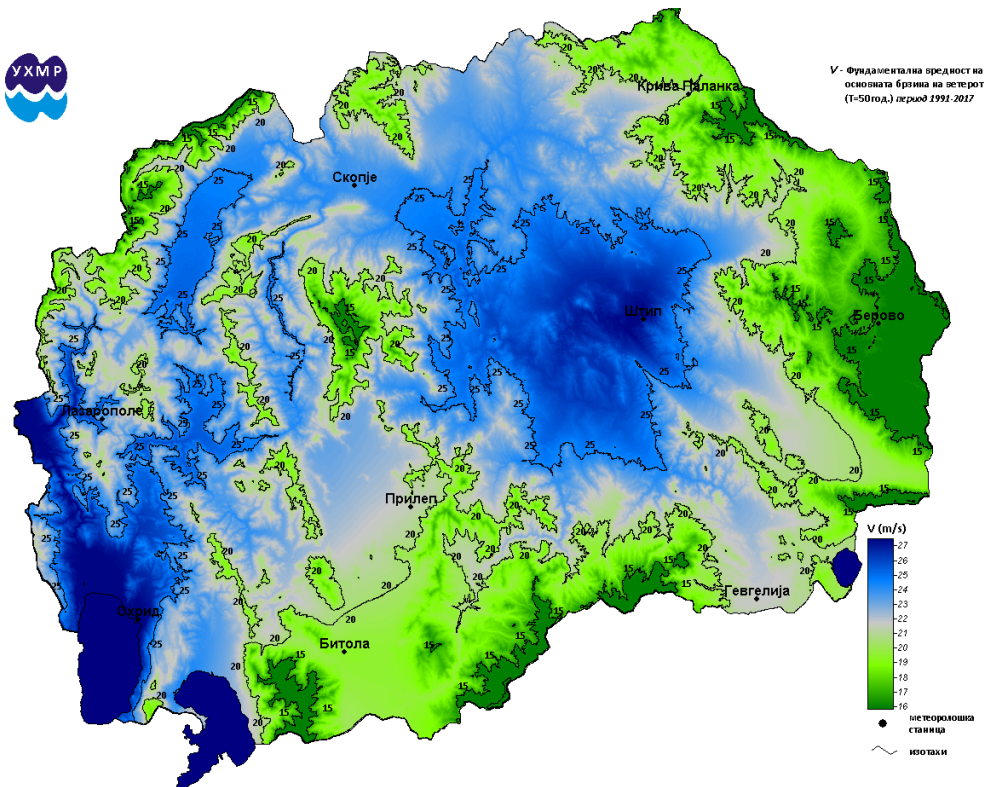 УХМР
V - Фундаментална вредност на
основната брзина на ветерот
(T=50год.) период 1991-2017
Крива Паланка
Скопје
Штип
Берово
Лазарополе
Прилеп
Гевгелија
Охрид
Битола
V (m/s)
27
26
25
24
23
22
21
20
19
18
17
16
метеоролошка
станица
изотахи